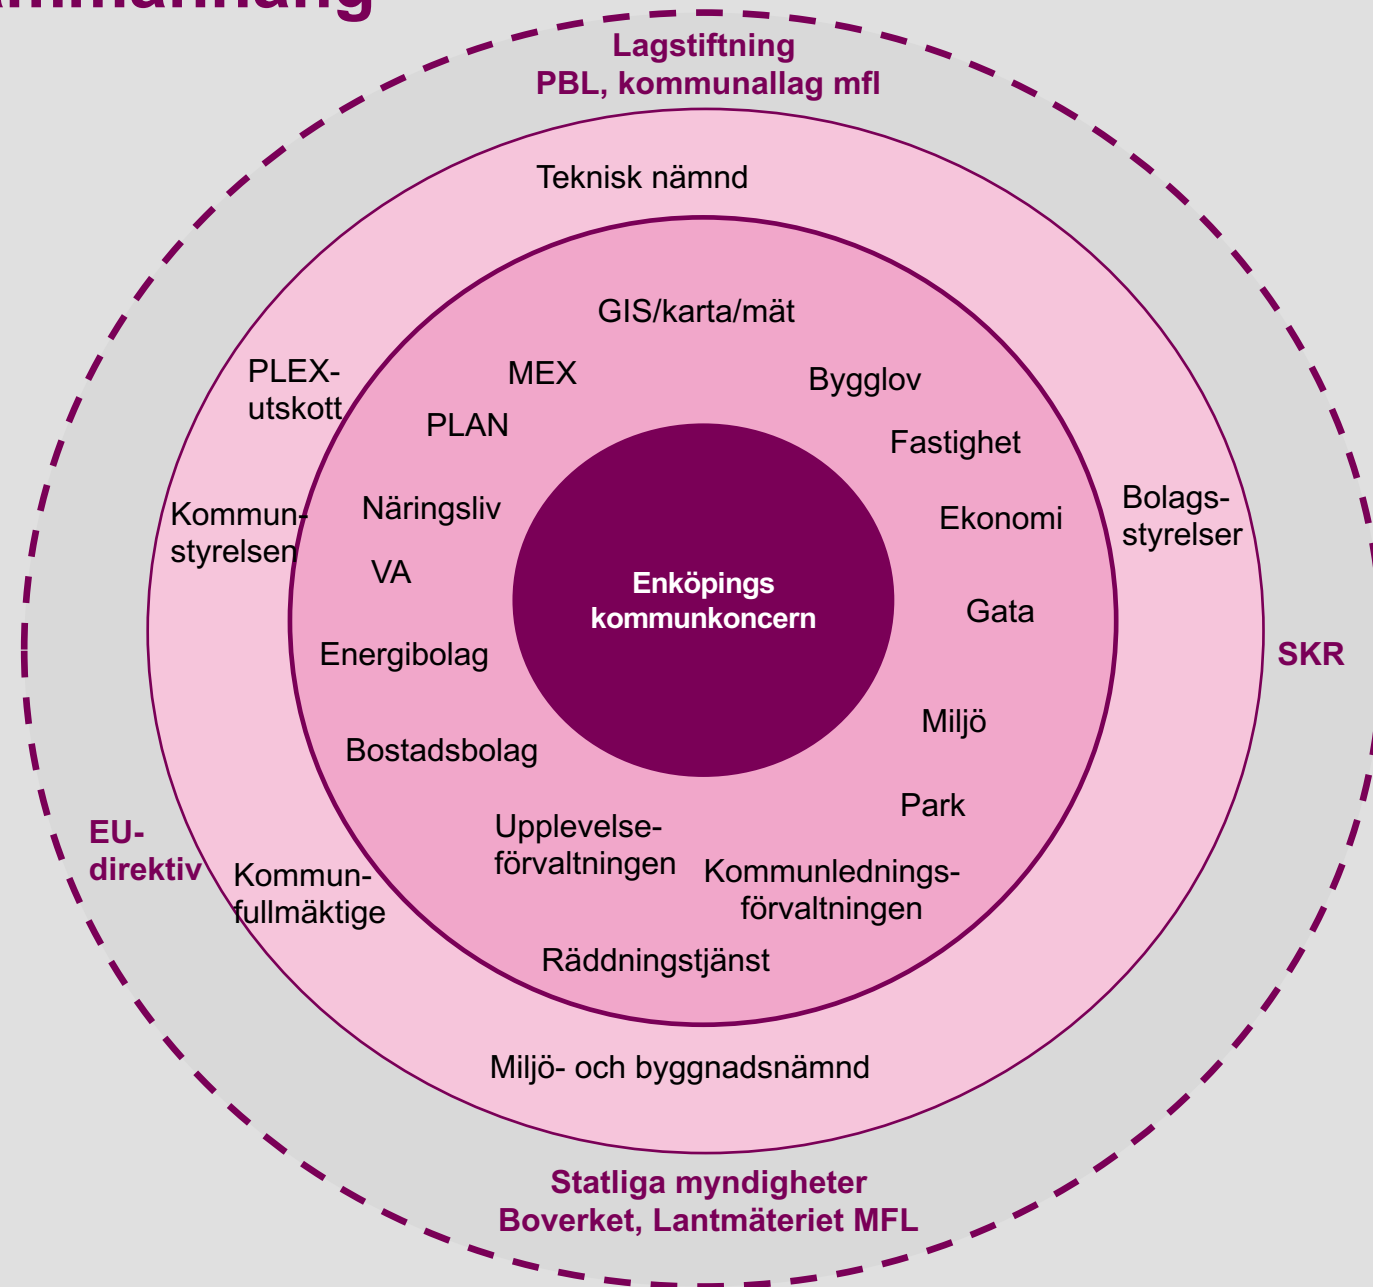 Lagstiftning
PBL, kommunallag mfl
Teknisk nämnd
GIS/karta/mät
MEX
PLAN
Bygglov
Fastighet
PLEX-
utskott
Näringsliv
Ekonomi
Bolags-
styrelser
Kommun-
styrelsen
VA
Enköpings
kommunkoncern
Gata
Energibolag
SKR
Miljö
Bostadsbolag
Park
Upplevelse-
förvaltningen
EU-
direktiv
Kommun-
fullmäktige
Kommunlednings-
förvaltningen
Räddningstjänst
Miljö- och byggnadsnämnd
Statliga myndigheter
Boverket, Lantmäteriet MFL